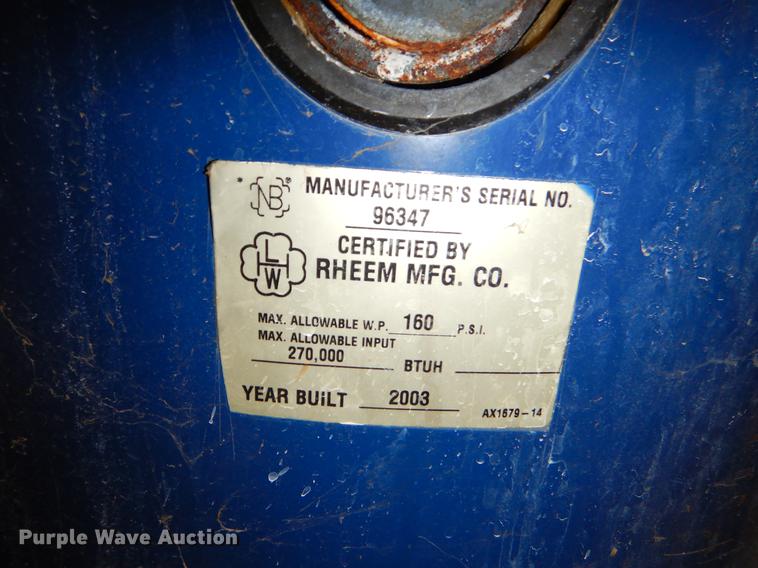 NB
MANUFACTURER'S SERIAL NO.
96347
HLW
CERTIFIED BY
RHEEM MFG. CO.
MAX. ALLOWABLE W.P. 160 P.S.I.
MAX. ALLOWABLE INPUT
270,000 BTUH
YEAR BUILT 2003
AX1679-14
Purple Wave Auction